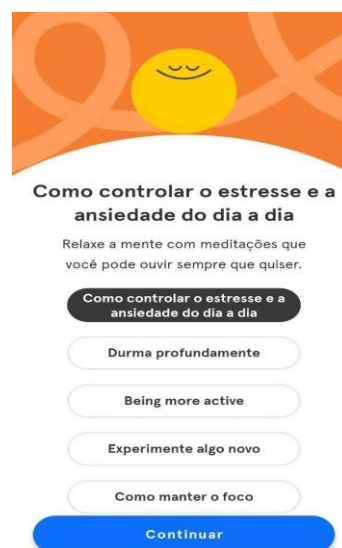 Como controlar o estresse e a
ansiedade do dia a dia
Relaxe a mente com meditações que
você pode ouvir sempre que quiser.
Como controlar o estresse e a
ansiedade do dia a dia
Durma profundamente
Being more active
Experimente algo novo
Como manter o foco
Continuar